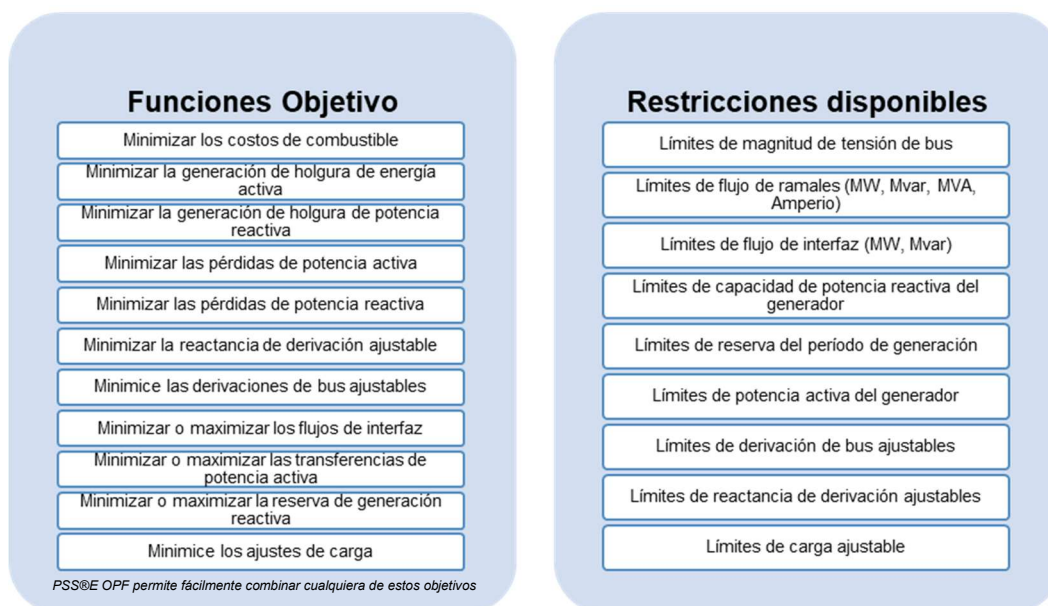 Funciones Objetivo
Minimizar los costos de combustible
Minimizar la generación de holgura de energía
activa
Minimizar la generación de holgura de potencia
reactiva
Minimizar las pérdidas de potencia activa
Minimizar las pérdidas de potencia reactiva
Minimizar la reactancia de derivación ajustable
Minimice las derivaciones de bus ajustables
Minimizar o maximizar los flujos de interfaz
Minimizar o maximizar las transferencias de
potencia activa
Minimizar o maximizar la reserva de generación
reactiva
Minimice los ajustes de carga
PSS®E OPF permite fácilmente combinar cualquiera de estos objetivos
Restricciones disponibles
Límites de magnitud de tensión de bus
Límites de flujo de ramales (MW, Mvar, MVA,
Amperio)
Límites de flujo de interfaz (MW, Mvar)
Límites de capacidad de potencia reactiva del
generador
Límites de reserva del período de generación
Límites de potencia activa del generador
Límites de derivación de bus ajustables
Límites de reactancia de derivación ajustables
Límites de carga ajustable